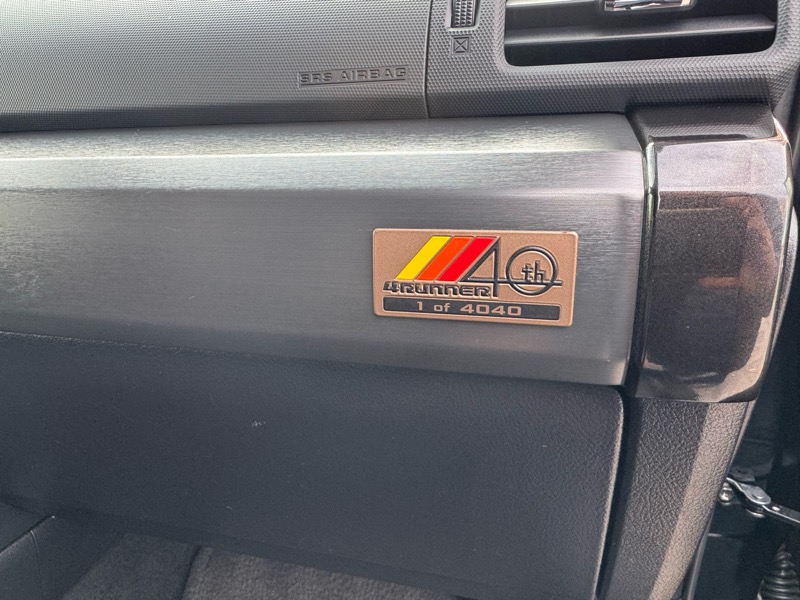 SRS AIRBAG
40th
4RUNNER
1 of 4040